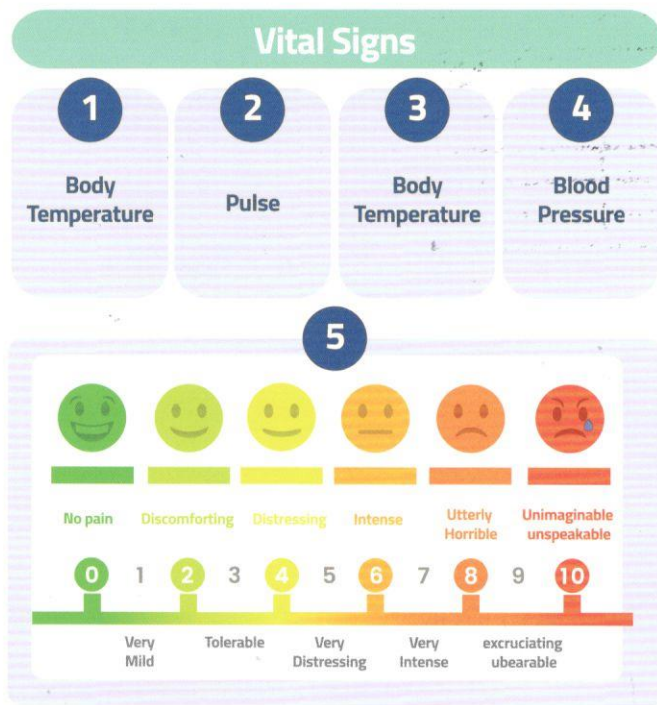 Vital Signs
1
Body
Temperature
2
Pulse
3
Body
Temperature
4
Blood
Pressure
5
No pain
Discomforting
Distressing
Intense
Utterly
Horrible
Unimaginable
unspeakable
0 1 2 3 4 5 6 7 8 9 10
Very
Mild
Tolerable
Very
Distressing
Very
Intense
excruciating
ubearable